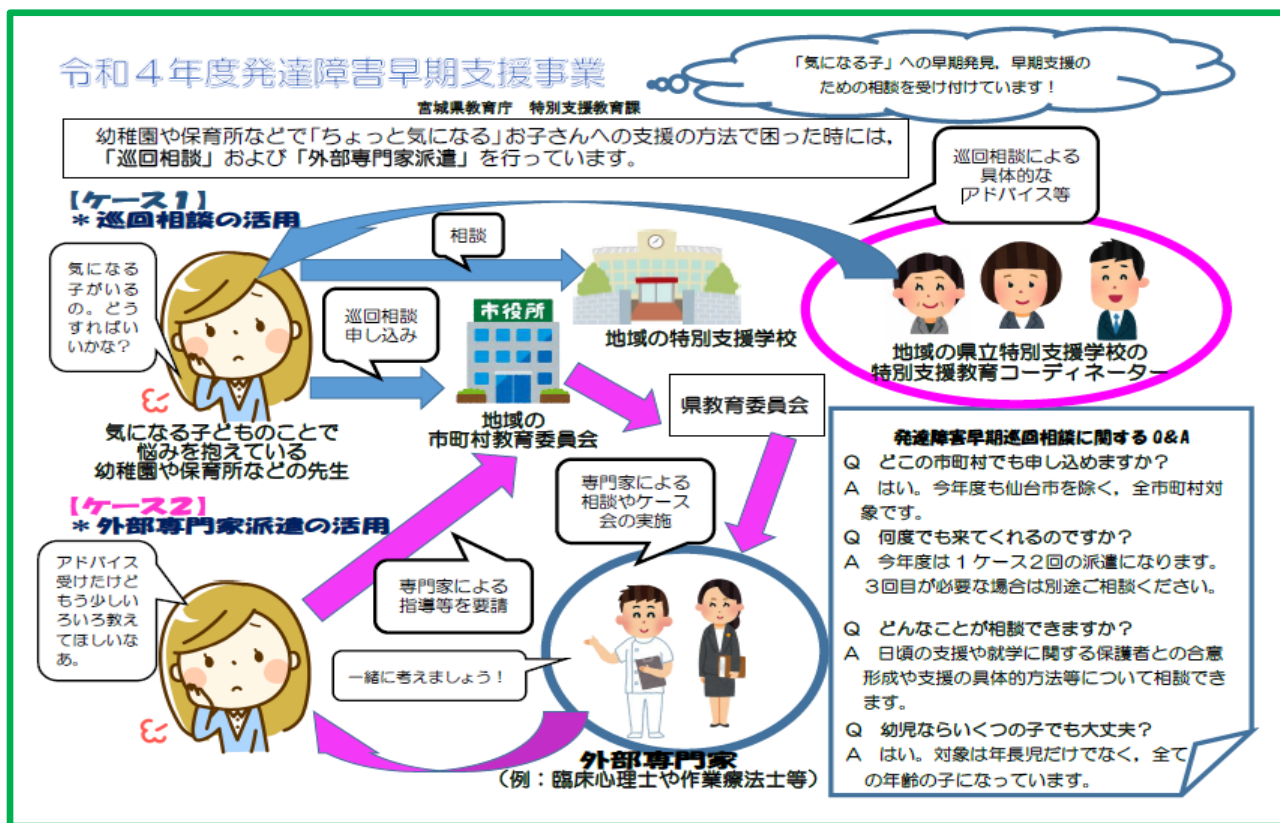 令和４年度発達障害早期支援事業
「気になる子」への早期発見，早期支援の
ための相談を受け付けています！
宮城県教育庁　特別支援教育課
幼稚園や保育所などで「ちょっと気になる」お子さんへの支援の方法で困った時には，
「巡回相談」および「外部専門家派遣」を行っています。
【ケース１】
＊巡回相談の活用
気になる
子がいる
の。どう
すればい
いかな？
相談
巡回相談
申し込み
巡回相談による
具体的な
アドバイス等
市役所
地域の特別支援学校
地域の県立特別支援学校の
特別支援教育コーディネーター
地域の
市町村教育委員会
県教育委員会
気になる子どものことで
悩みを抱えている
幼稚園や保育所などの先生
【ケース２】
＊外部専門家派遣の活用
アドバイス
受けたけど
もう少しい
ろいろ教え
てほしいな
あ。
専門家による
指導等を要請
専門家による
相談やケース
会の実施
一緒に考えましょう！
外部専門家
（例：臨床心理士や作業療法士等）
発達障害早期巡回相談に関するＱ＆Ａ
Ｑ　どこの市町村でも申し込めますか？
Ａ　はい。今年度も仙台市を除く，全市町村対
象です。
Ｑ　何度でも来てくれるのですか？
Ａ　今年度は１ケース２回の派遣になります。
３回目が必要な場合は別途ご相談ください。
Ｑ　どんなことが相談できますか？
Ａ　日頃の支援や就学に関する保護者との合意
形成や支援の具体的方法等について相談でき
ます。
Ｑ　幼児ならいくつの子でも大丈夫？
Ａ　はい。対象は年長児だけでなく，全て
の年齢の子になっています。